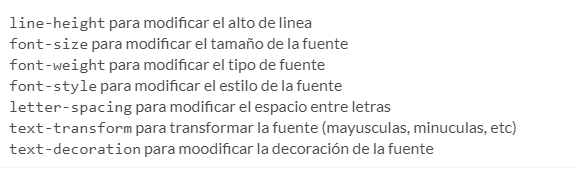 line-height para modificar el alto de linea
font-size para modificar el tamaño de la fuente
font-weight para modificar el tipo de fuente
font-style para modificar el estilo de la fuente
letter-spacing para modificar el espacio entre letras
text-transform para transformar la fuente (mayusculas, minuculas, etc)
text-decoration para moodificar la decoración de la fuente